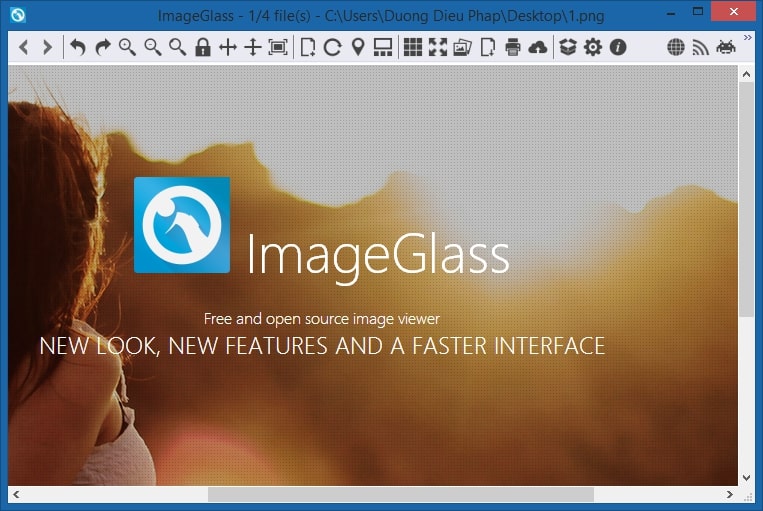 ImageGlass - 1/4 file(s) - C:\Users\Duong Dieu Phap\Desktop\1.png
ImageGlass
Free and open source image viewer
NEW LOOK, NEW FEATURES AND A FASTER INTERFACE